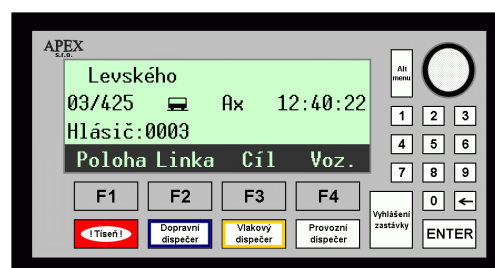 APEX
s.r.o.
Levského
03/425 Ax 12:40:22
Hlásič:0003
Poloha Linka Cíl Voz.
F1 F2 F3 F4
! Tíseň !
Dopravní
dispečer
Vlakový
dispečer
Provozní
dispečer
Alt
menu
1 2 3
4 5 6
7 8 9
0 ←
Vyhlášení
zastávky
ENTER